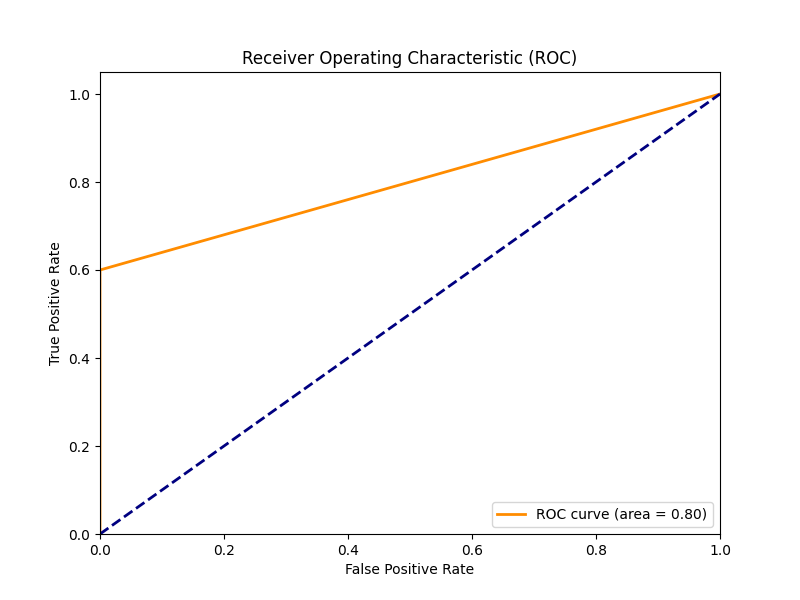 Receiver Operating Characteristic (ROC)
True Positive Rate
1.0
0.8
0.6
0.4
0.2
0.0
ROC curve (area = 0.80)
0.0 0.2 0.4 0.6 0.8 1.0
False Positive Rate